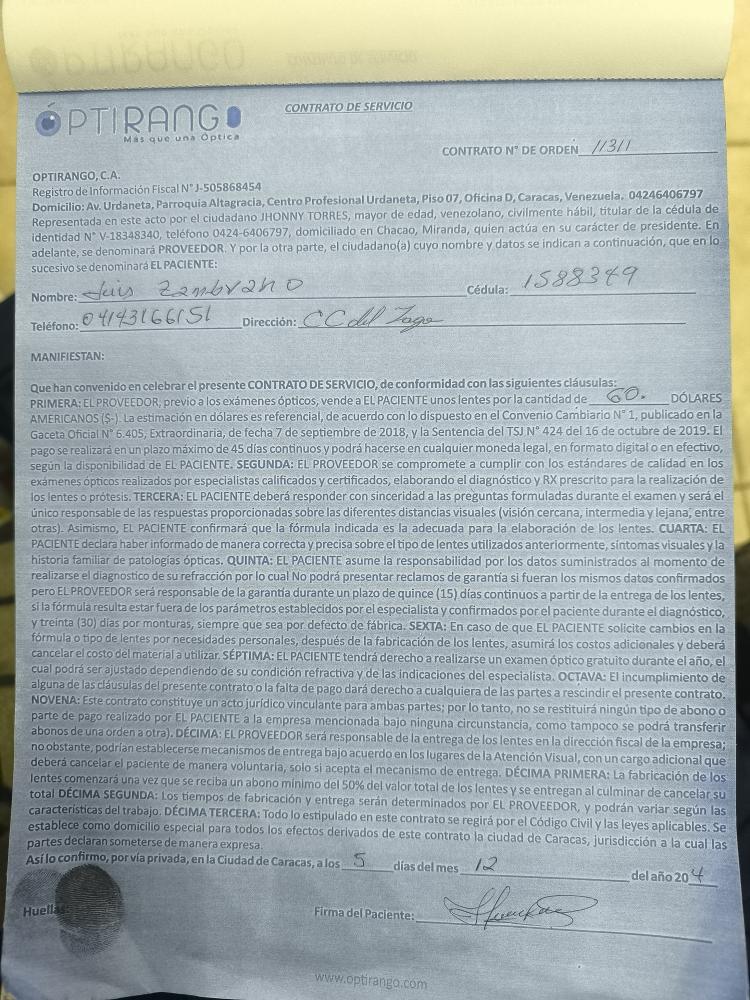 ÓPTIRANGO
Más que una Óptica
CONTRATO DE SERVICIO
CONTRATO N° DE ORDEN 11311
OPTIRANGO, C.A.
Registro de Información Fiscal N° J-505868454
Domicilio: Av. Urdaneta, Parroquia Altagracia, Centro Profesional Urdaneta, Piso 07, Oficina D, Caracas, Venezuela. 04246406797
Representada en este acto por el ciudadano JHONNY TORRES, mayor de edad, venezolano, civilmente hábil, titular de la cédula de
identidad N° V-18348340, teléfono 0424-6406797, domiciliado en Chacao, Miranda, quien actúa en su carácter de presidente. En
adelante, se denominará PROVEEDOR. Y por la otra parte, el ciudadano(a) cuyo nombre y datos se indican a continuación, que en lo
sucesivo se denominará EL PACIENTE:
Nombre: Luis Zambrano Cédula: 1588349
Teléfono: 04143166151 Dirección: CC del Lago
MANIFIESTAN:
Que han convenido en celebrar el presente CONTRATO DE SERVICIO, de conformidad con las siguientes cláusulas:
PRIMERA: EL PROVEEDOR, previo a los exámenes ópticos, vende a EL PACIENTE unos lentes por la cantidad de 60. DÓLARES
AMERICANOS ($-). La estimación en dólares es referencial, de acuerdo con lo dispuesto en el Convenio Cambiario N° 1, publicado en la
Gaceta Oficial N° 6.405, Extraordinaria, de fecha 7 de septiembre de 2018, y la Sentencia del TSJ N° 424 del 16 de octubre de 2019. El
pago se realizará en un plazo máximo de 45 días continuos y podrá hacerse en cualquier moneda legal, en formato digital o en efectivo,
según la disponibilidad de EL PACIENTE. SEGUNDA: EL PROVEEDOR se compromete a cumplir con los estándares de calidad en los
exámenes ópticos realizados por especialistas calificados y certificados, elaborando el diagnóstico y RX prescrito para la realización de
los lentes o prótesis. TERCERA: EL PACIENTE deberá responder con sinceridad a las preguntas formuladas durante el examen y será el
único responsable de las respuestas proporcionadas sobre las diferentes distancias visuales (visión cercana, intermedia y lejana, entre
otras). Asimismo, EL PACIENTE confirmará que la fórmula indicada es la adecuada para la elaboración de los lentes. CUARTA: EL
PACIENTE declara haber informado de manera correcta y precisa sobre el tipo de lentes utilizados anteriormente, síntomas visuales y la
historia familiar de patologías ópticas. QUINTA: EL PACIENTE asume la responsabilidad por los datos suministrados al momento de
realizarse el diagnostico de su refracción por lo cual No podrá presentar reclamos de garantía si fueran los mismos datos confirmados
pero EL PROVEEDOR será responsable de la garantía durante un plazo de quince (15) días continuos a partir de la entrega de los lentes,
si la fórmula resulta estar fuera de los parámetros establecidos por el especialista y confirmados por el paciente durante el diagnóstico,
y treinta (30) días por monturas, siempre que sea por defecto de fábrica. SEXTA: En caso de que EL PACIENTE solicite cambios en la
fórmula o tipo de lentes por necesidades personales, después de la fabricación de los lentes, asumirá los costos adicionales y deberá
cancelar el costo del material a utilizar. SÉPTIMA: EL PACIENTE tendrá derecho a realizarse un examen óptico gratuito durante el año, el
cual podrá ser ajustado dependiendo de su condición refractiva y de las indicaciones del especialista. OCTAVA: El incumplimiento de
alguna de las cláusulas del presente contrato o la falta de pago dará derecho a cualquiera de las partes a rescindir el presente contrato.
NOVENA: Este contrato constituye un acto jurídico vinculante para ambas partes; por lo tanto, no se restituirá ningún tipo de abono o
parte de pago realizado por EL PACIENTE a la empresa mencionada bajo ninguna circunstancia, como tampoco se podrá transferir
abonos de una orden a otra). DÉCIMA: EL PROVEEDOR será responsable de la entrega de los lentes en la dirección fiscal de la empresa;
no obstante, podrían establecerse mecanismos de entrega bajo acuerdo en los lugares de la Atención Visual, con un cargo adicional que
deberá cancelar el paciente de manera voluntaria, solo si acepta el mecanismo de entrega. DÉCIMA PRIMERA: La fabricación de los
lentes comenzará una vez que se reciba un abono mínimo del 50% del valor total de los lentes y se entregan al culminar de cancelar su
total DÉCIMA SEGUNDA: Los tiempos de fabricación y entrega serán determinados por EL PROVEEDOR, y podrán variar según las
características del trabajo. DÉCIMA TERCERA: Todo lo estipulado en este contrato se regirá por el Código Civil y las leyes aplicables. Se
establece como domicilio especial para todos los efectos derivados de este contrato la ciudad de Caracas, jurisdicción a la cual las
partes declaran someterse de manera expresa.
Así lo confirmo, por vía privada, en la Ciudad de Caracas, a los 5 días del mes 12 del año 204
Huellas
Firma del Paciente:
www.optirango.com